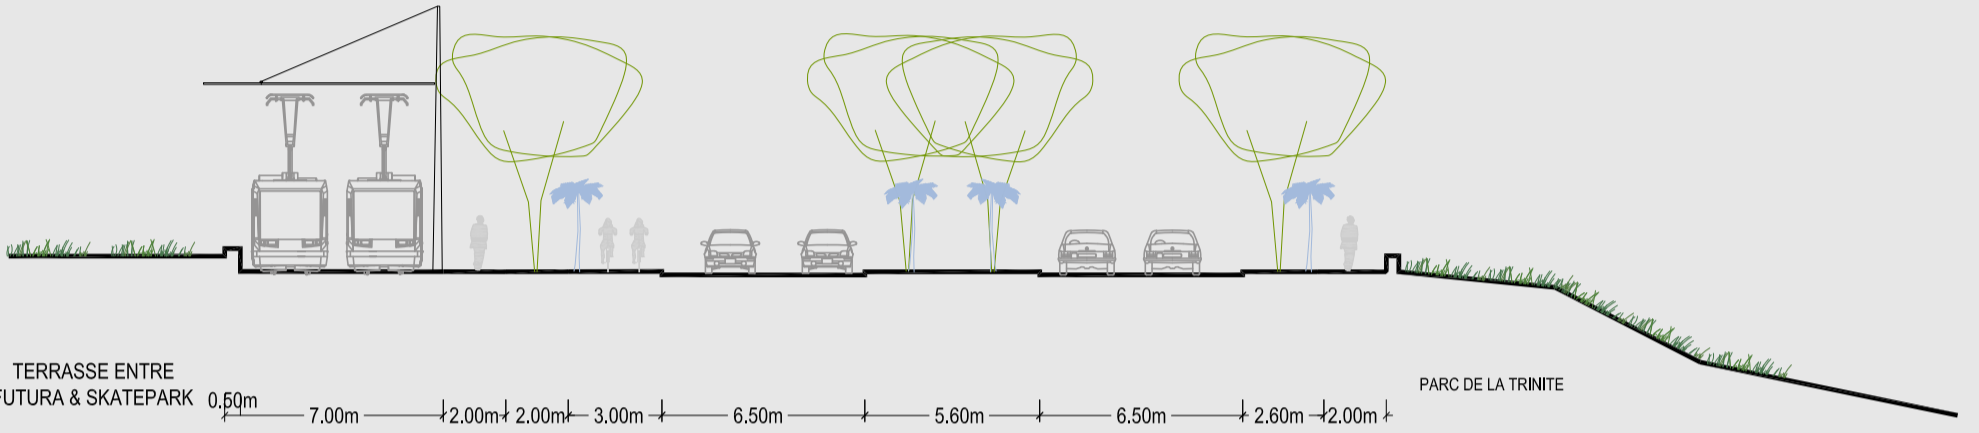 TERRASSE ENTRE
FUTURA & SKATEPARK
0.50m
7.00m
2.00m
2.00m
3.00m
6.50m
5.60m
6.50m
2.60m
2.00m
PARC DE LA TRINITE